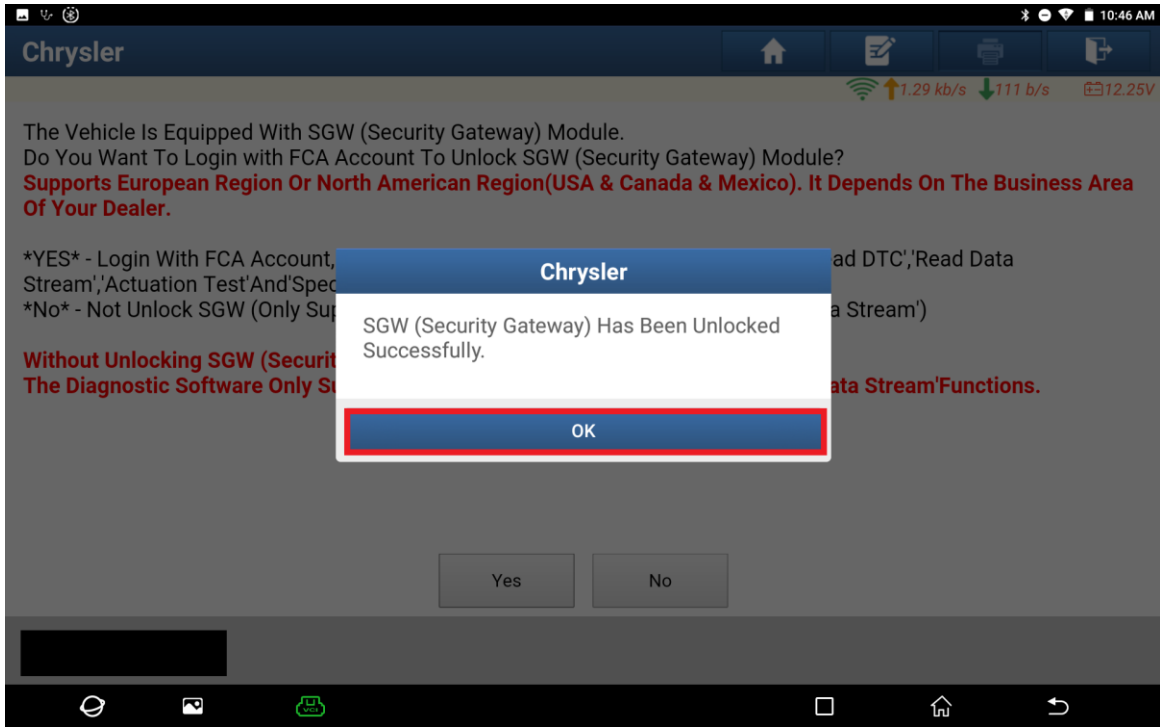 10:46 AM
Chrysler
1.29 kb/s 111 b/s 12.25V
The Vehicle Is Equipped With SGW (Security Gateway) Module.
Do You Want To Login with FCA Account To Unlock SGW (Security Gateway) Module?
Supports European Region Or North American Region(USA & Canada & Mexico). It Depends On The Business Area
Of Your Dealer.
*YES* - Login With FCA Account, ad DTC','Read Data
Stream','Actuation Test'And'Spec
*No* - Not Unlock SGW (Only Sup a Stream')
Without Unlocking SGW (Securit
The Diagnostic Software Only Su ata Stream'Functions.
Chrysler
SGW (Security Gateway) Has Been Unlocked
Successfully.
OK
Yes No
VCI